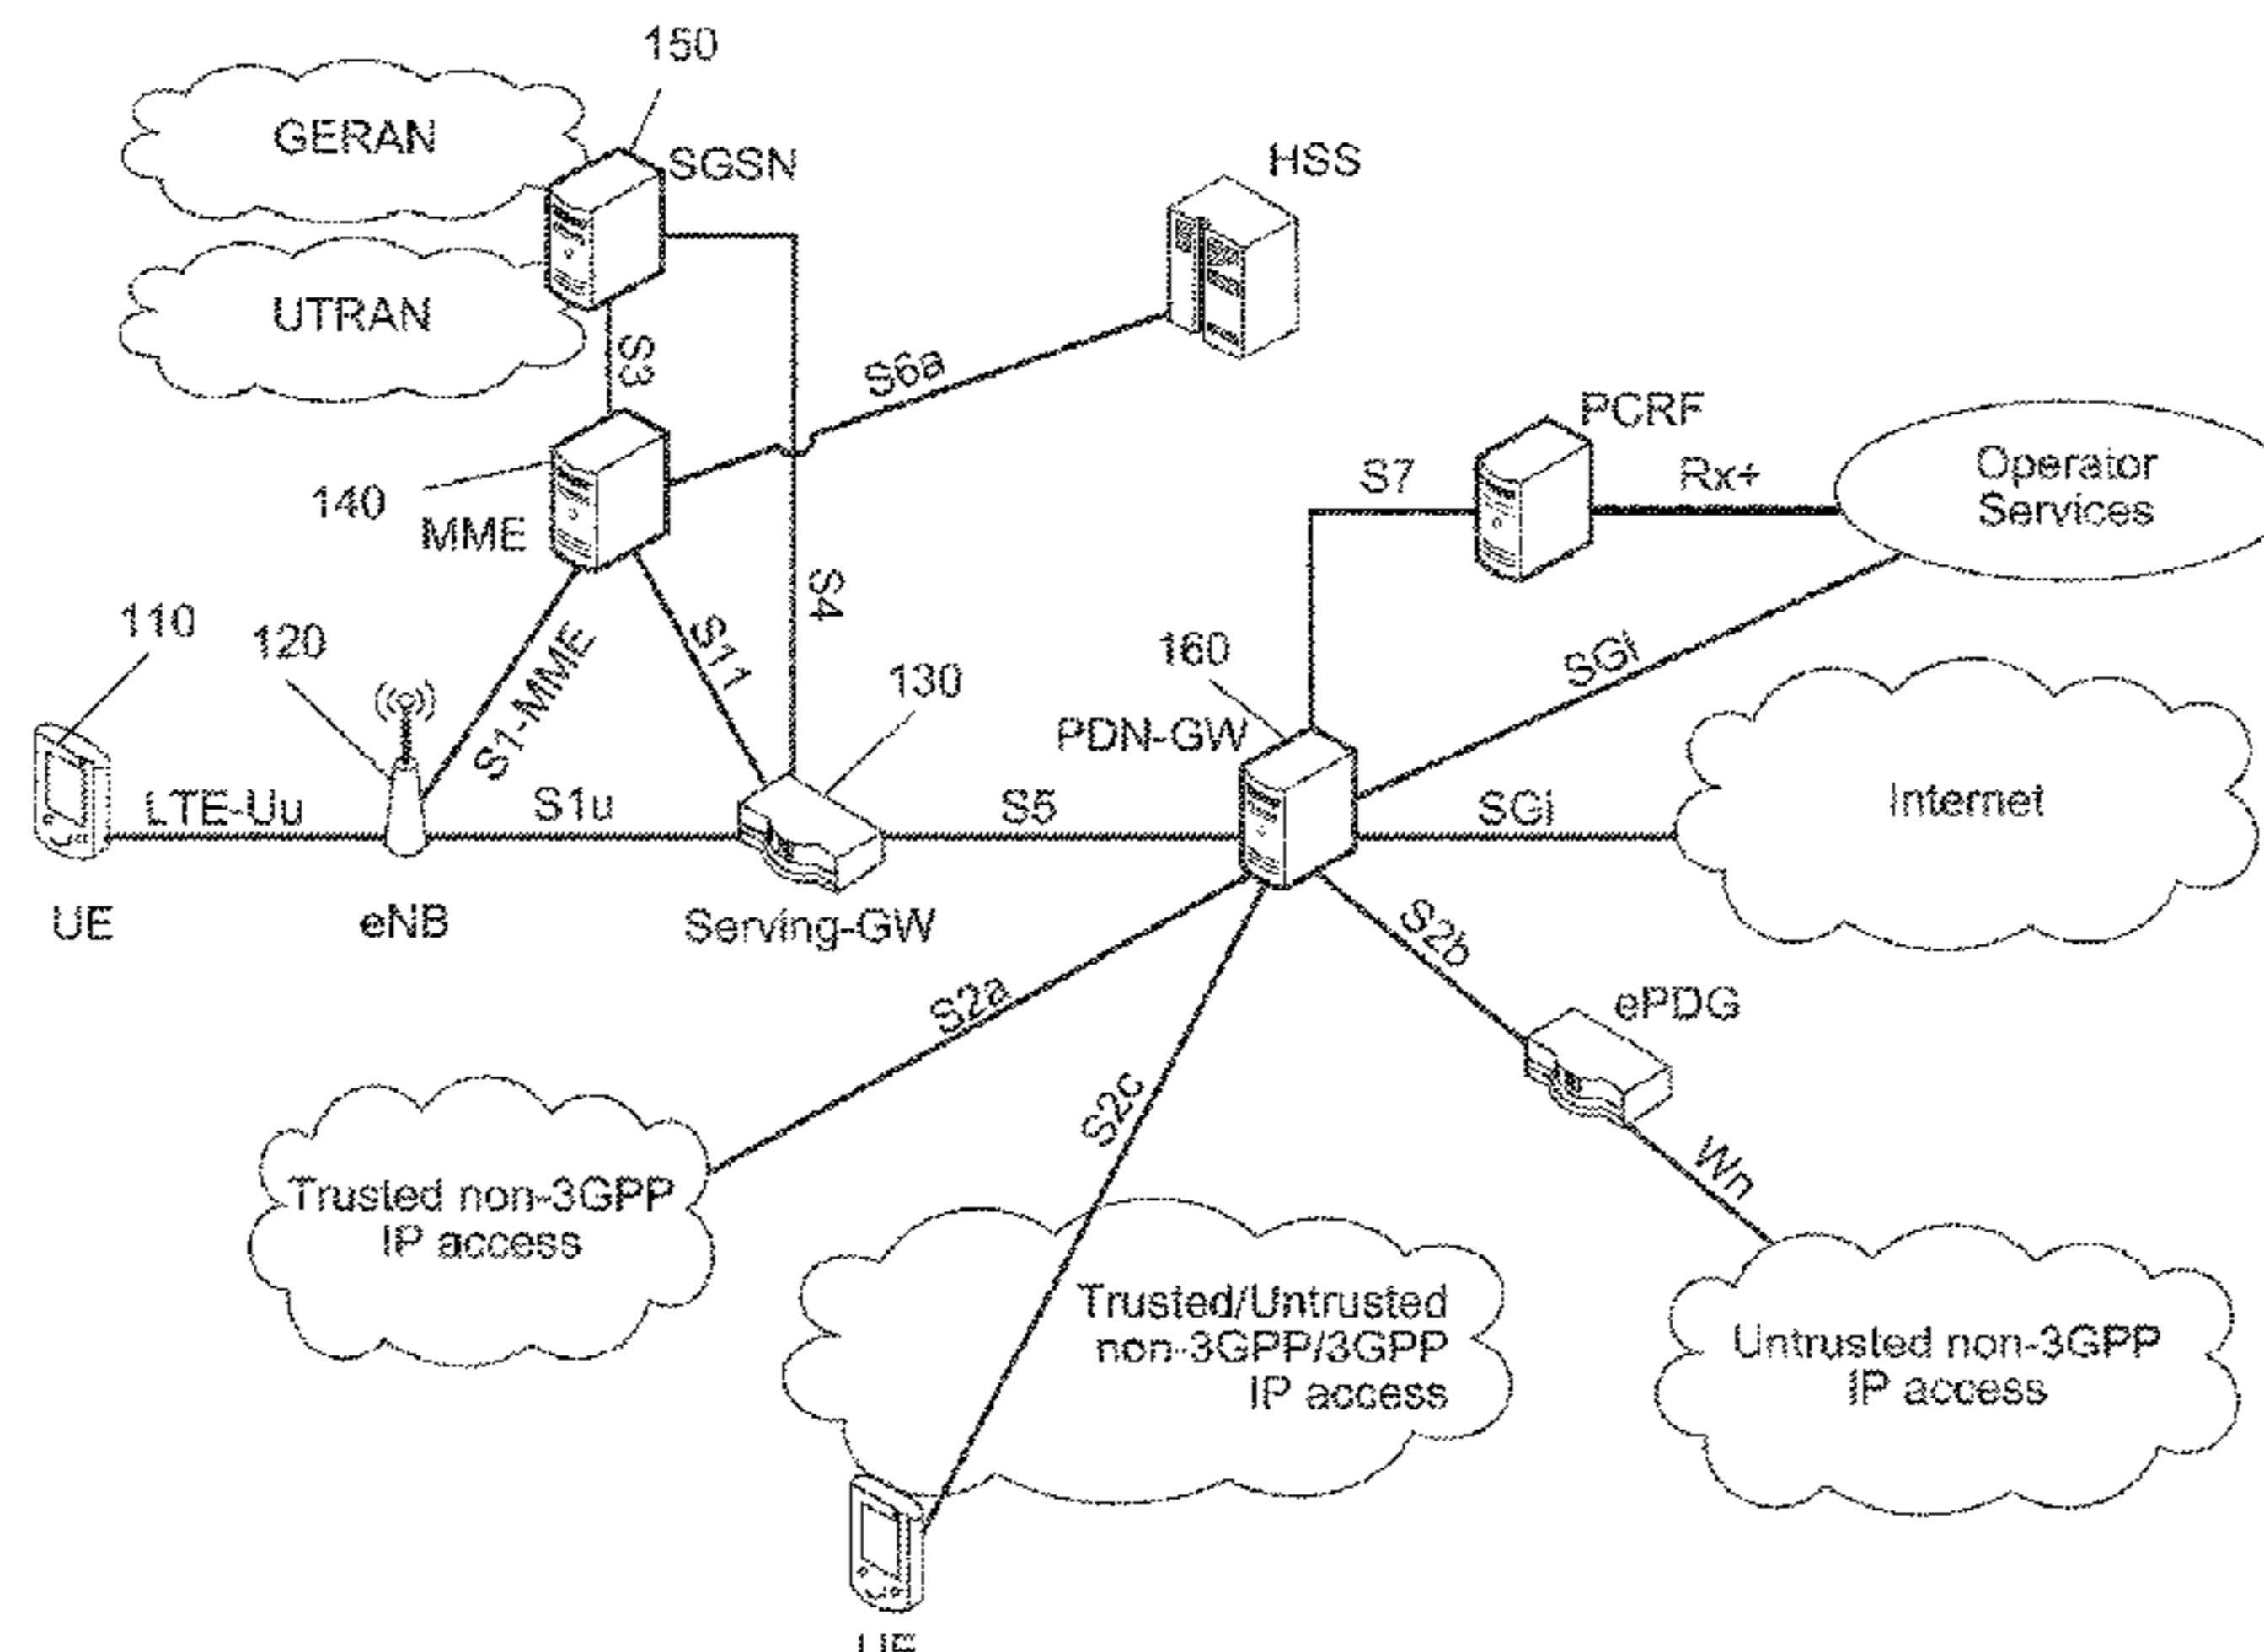 150
GERAN
SGSN
HSS
UTRAN
S3
S6a
PCRF
140
MME
S7
Rx+
Operator
Services
S4
110
120
S1-MME
S11
130
160
SGi
PDN-GW
LTE-Uu
S1u
S5
SGi
Internet
UE
eNB
Serving-GW
S2b
S2a
ePDG
S2c
Wn
Trusted non-3GPP
IP access
Trusted/Untrusted
non-3GPP/3GPP
IP access
Untrusted non-3GPP
IP access
UE